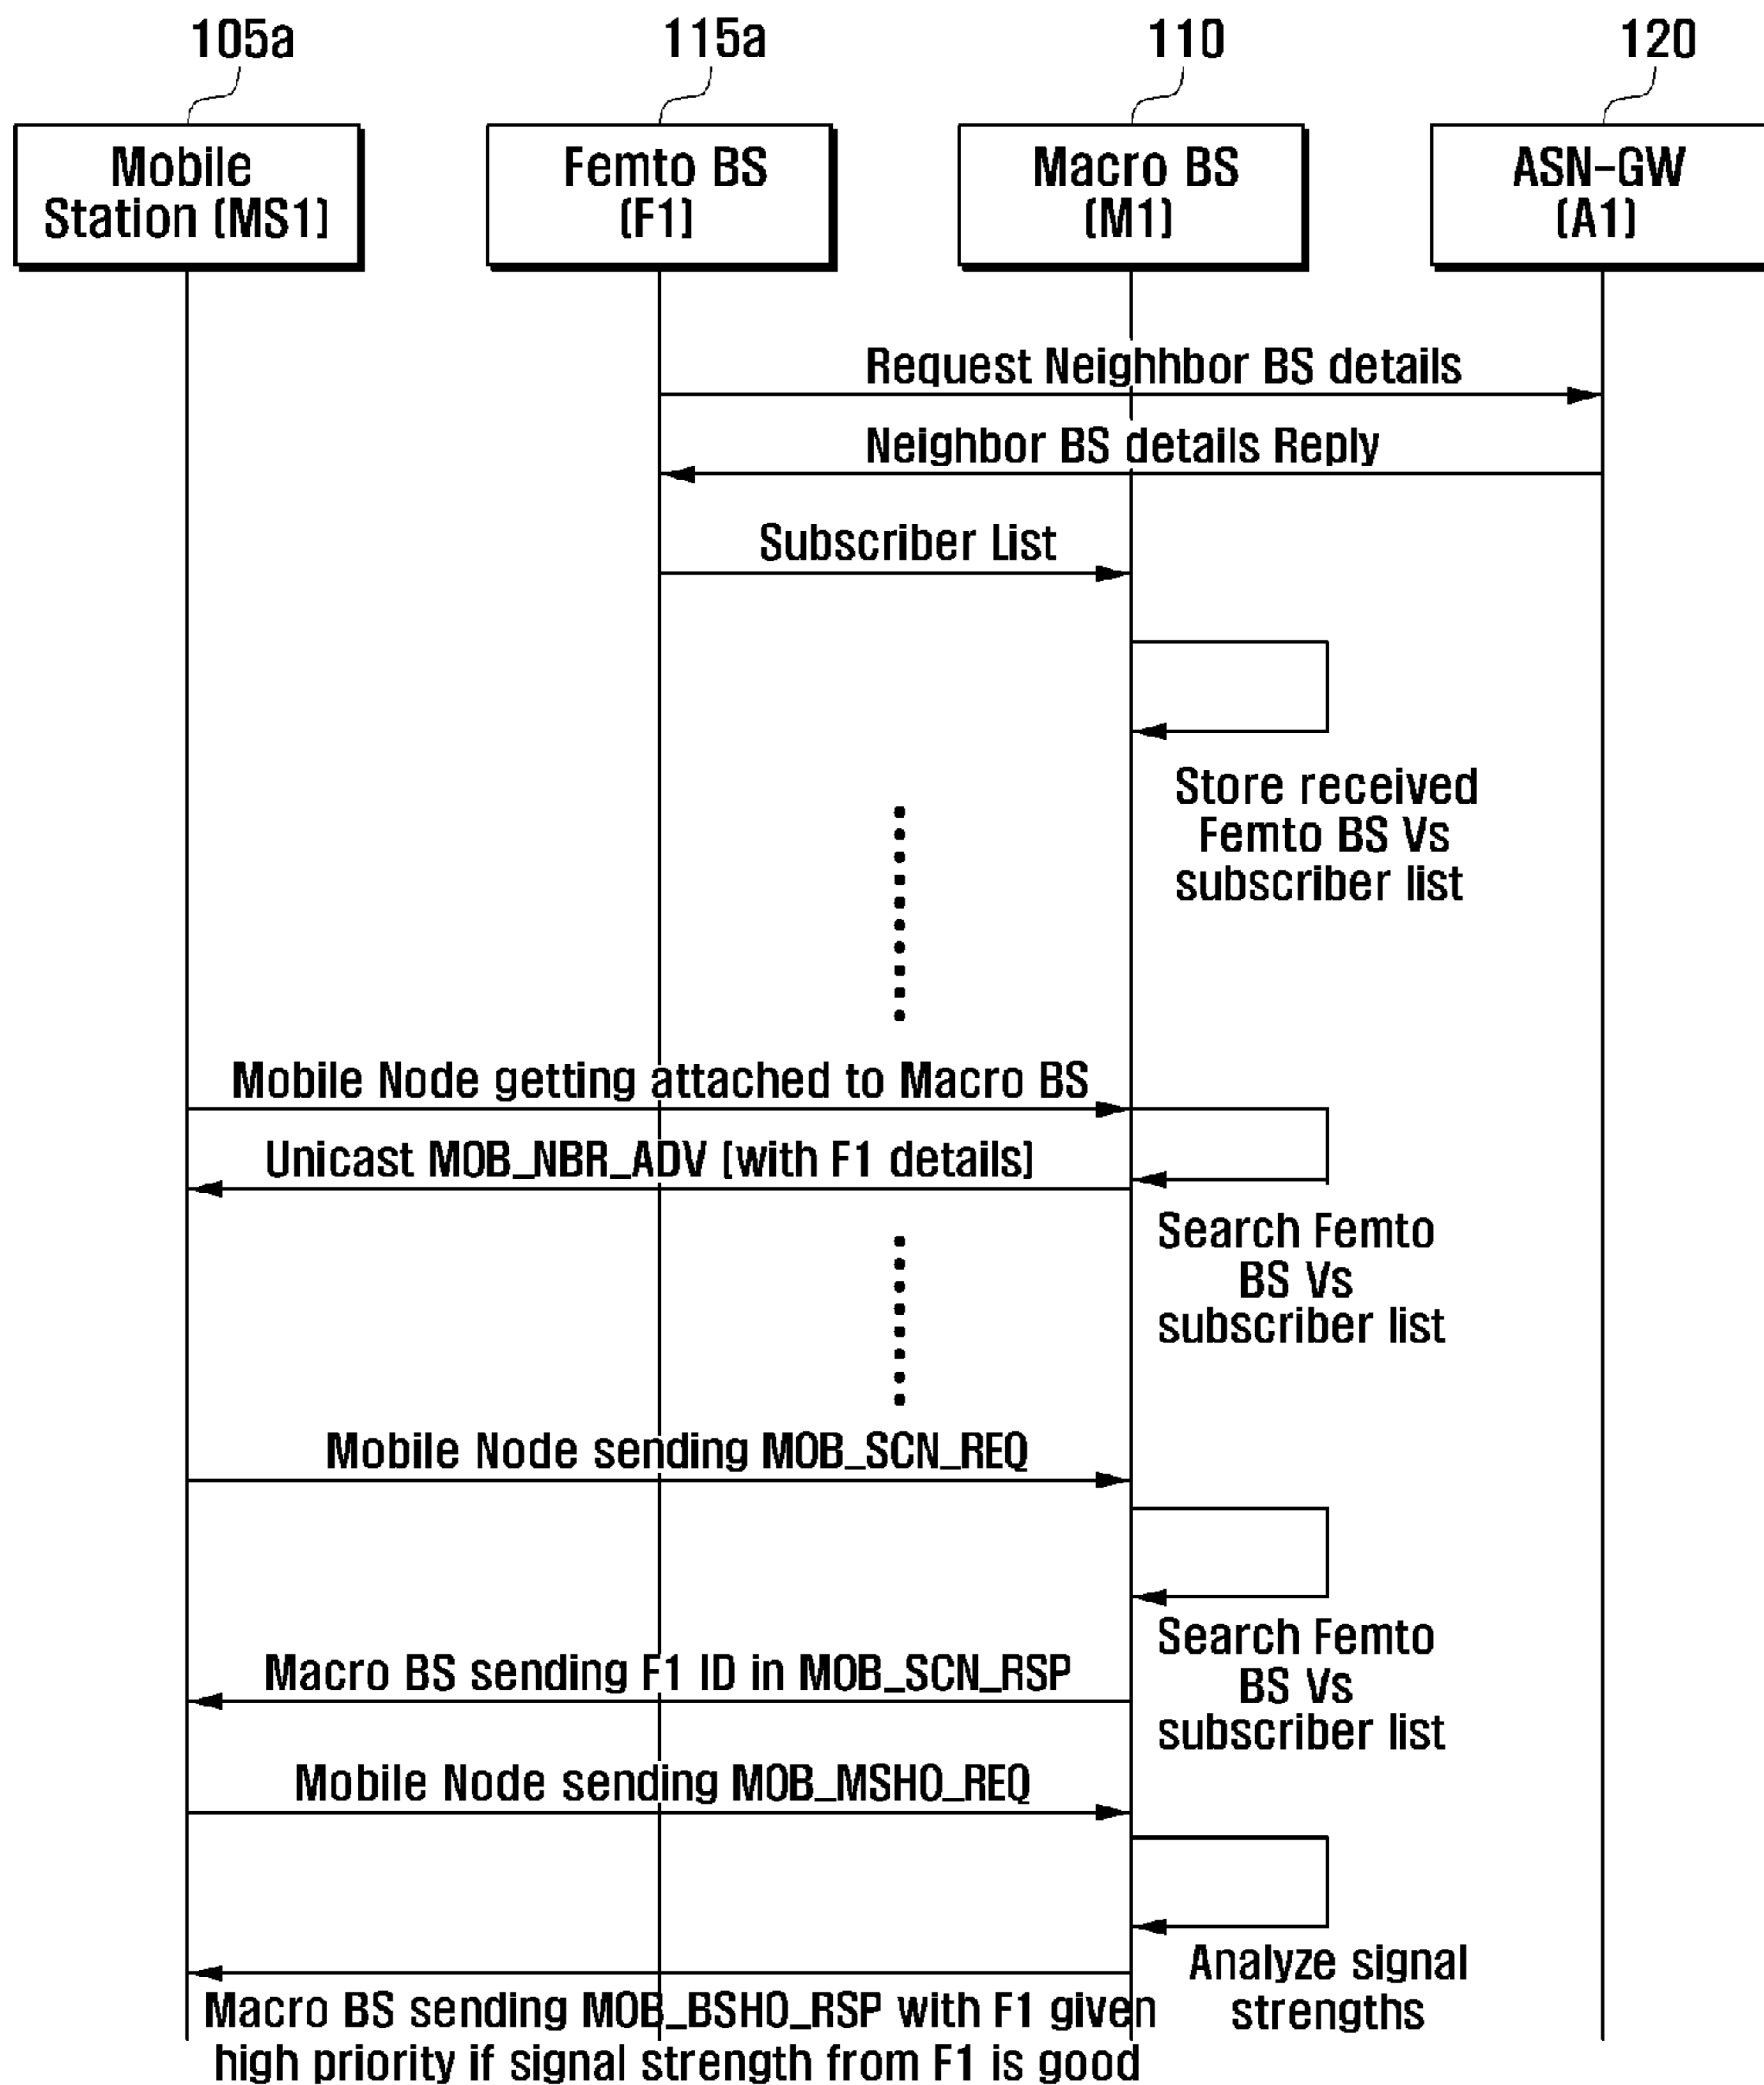 105a
115a
110
120
Mobile
Station (MS1)
Femto BS
(F1)
Macro BS
(M1)
ASN-GW
(A1)
Request Neighhbor BS details
Neighbor BS details Reply
Subscriber List
Store received
Femto BS Vs
subscriber list
Mobile Node getting attached to Macro BS
Unicast MOB_NBR_ADV (with F1 details)
Search Femto
BS Vs
subscriber list
Mobile Node sending MOB_SCN_REQ
Search Femto
BS Vs
subscriber list
Macro BS sending F1 ID in MOB_SCN_RSP
Mobile Node sending MOB_MSHO_REQ
Analyze signal
strengths
Macro BS sending MOB_BSHO_RSP with F1 given
high priority if signal strength from F1 is good